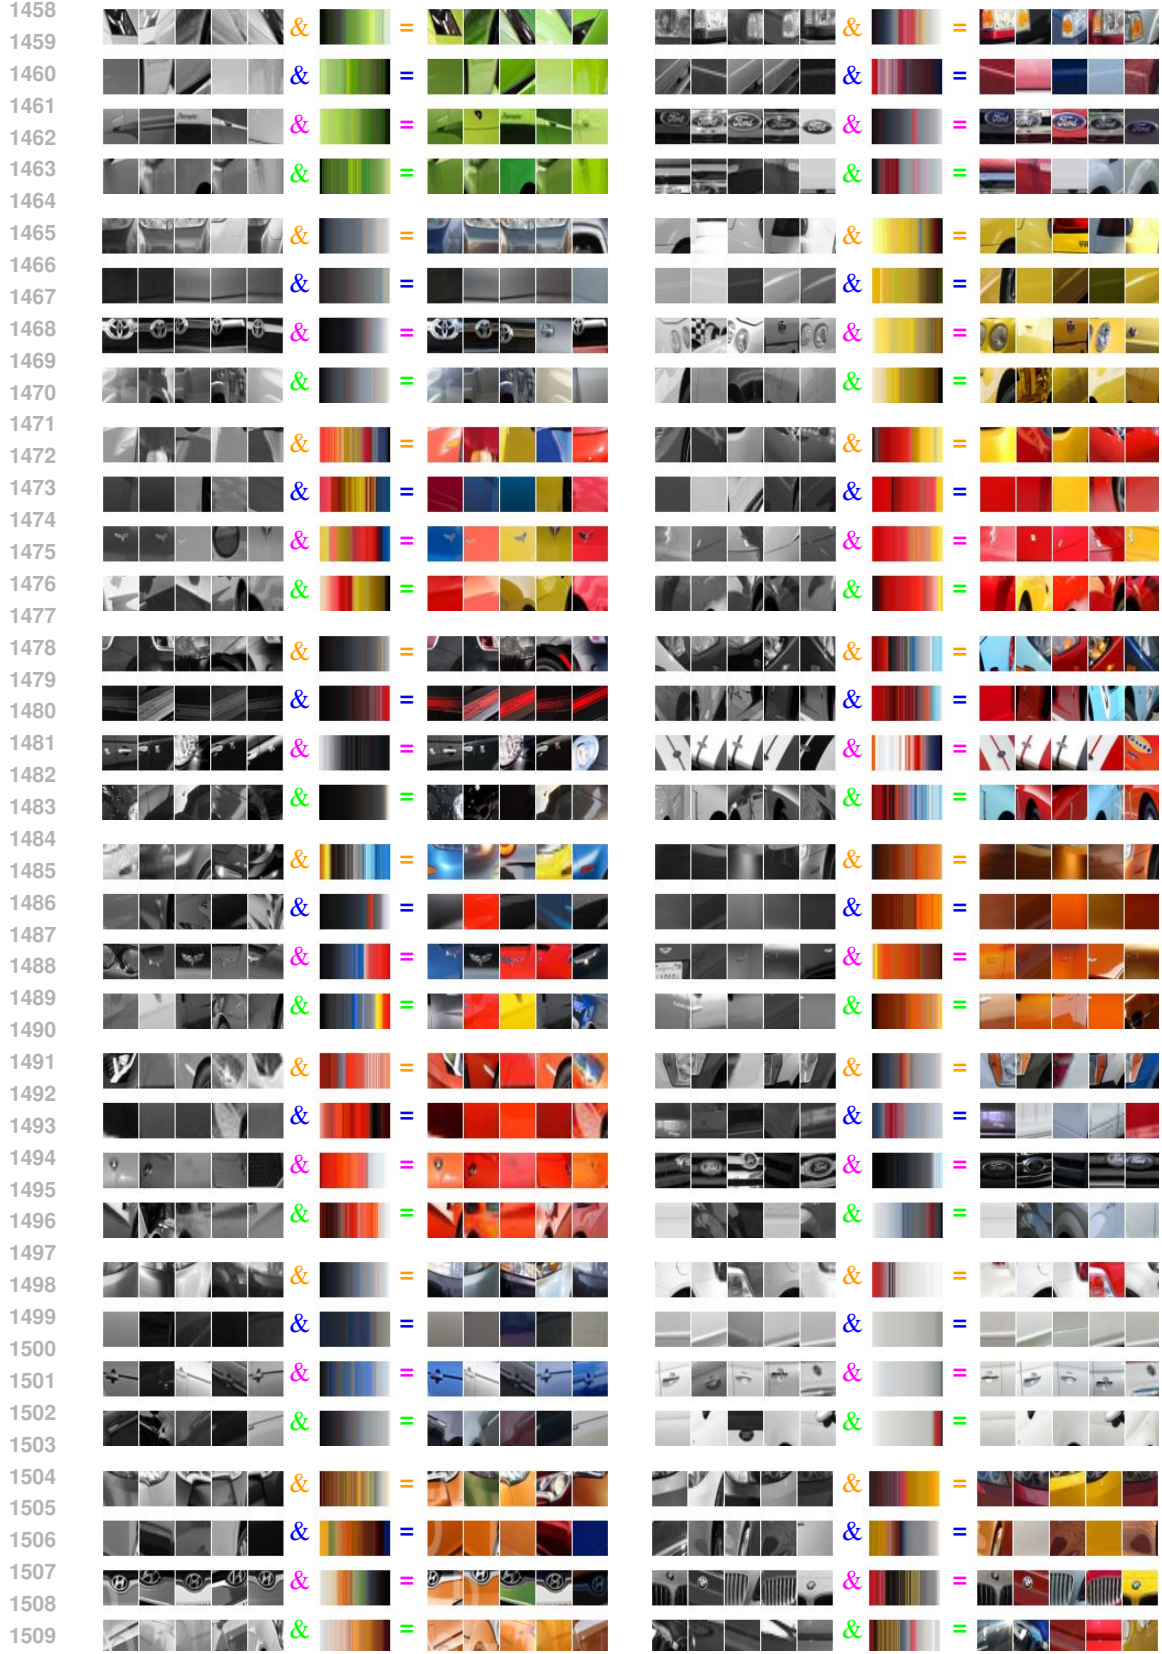 1458
& = & =
1459
1460
& = & =
1461
& = & =
1462
1463
& = & =
1464
1465
& = & =
1466
& = & =
1467
1468
& = & =
1469
& = & =
1470
1471
& = & =
1472
1473
& = & =
1474
& = & =
1475
1476
& = & =
1477
1478
& = & =
1479
& = & =
1480
1481
& = & =
1482
1483
& = & =
1484
1485
& = & =
1486
& = & =
1487
1488
& = & =
1489
& = & =
1490
1491
& = & =
1492
1493
& = & =
1494
& = & =
1495
1496
& = & =
1497
1498
& = & =
1499
& = & =
1500
1501
& = & =
1502
& = & =
1503
1504
& = & =
1505
1506
& = & =
1507
& = & =
1508
1509
& = & =